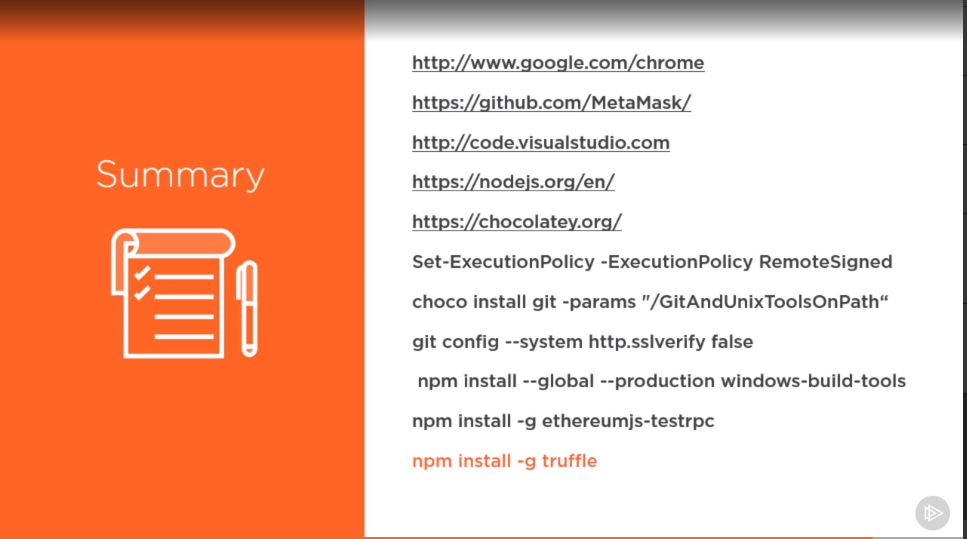 Summary
http://www.google.com/chrome
https://github.com/MetaMask/
http://code.visualstudio.com
https://nodejs.org/en/
https://chocolatey.org/
Set-ExecutionPolicy -ExecutionPolicy RemoteSigned
choco install git -params "/GitAndUnixToolsOnPath“
git config --system http.sslverify false
npm install --global --production windows-build-tools
npm install -g ethereumjs-testrpc
npm install -g truffle